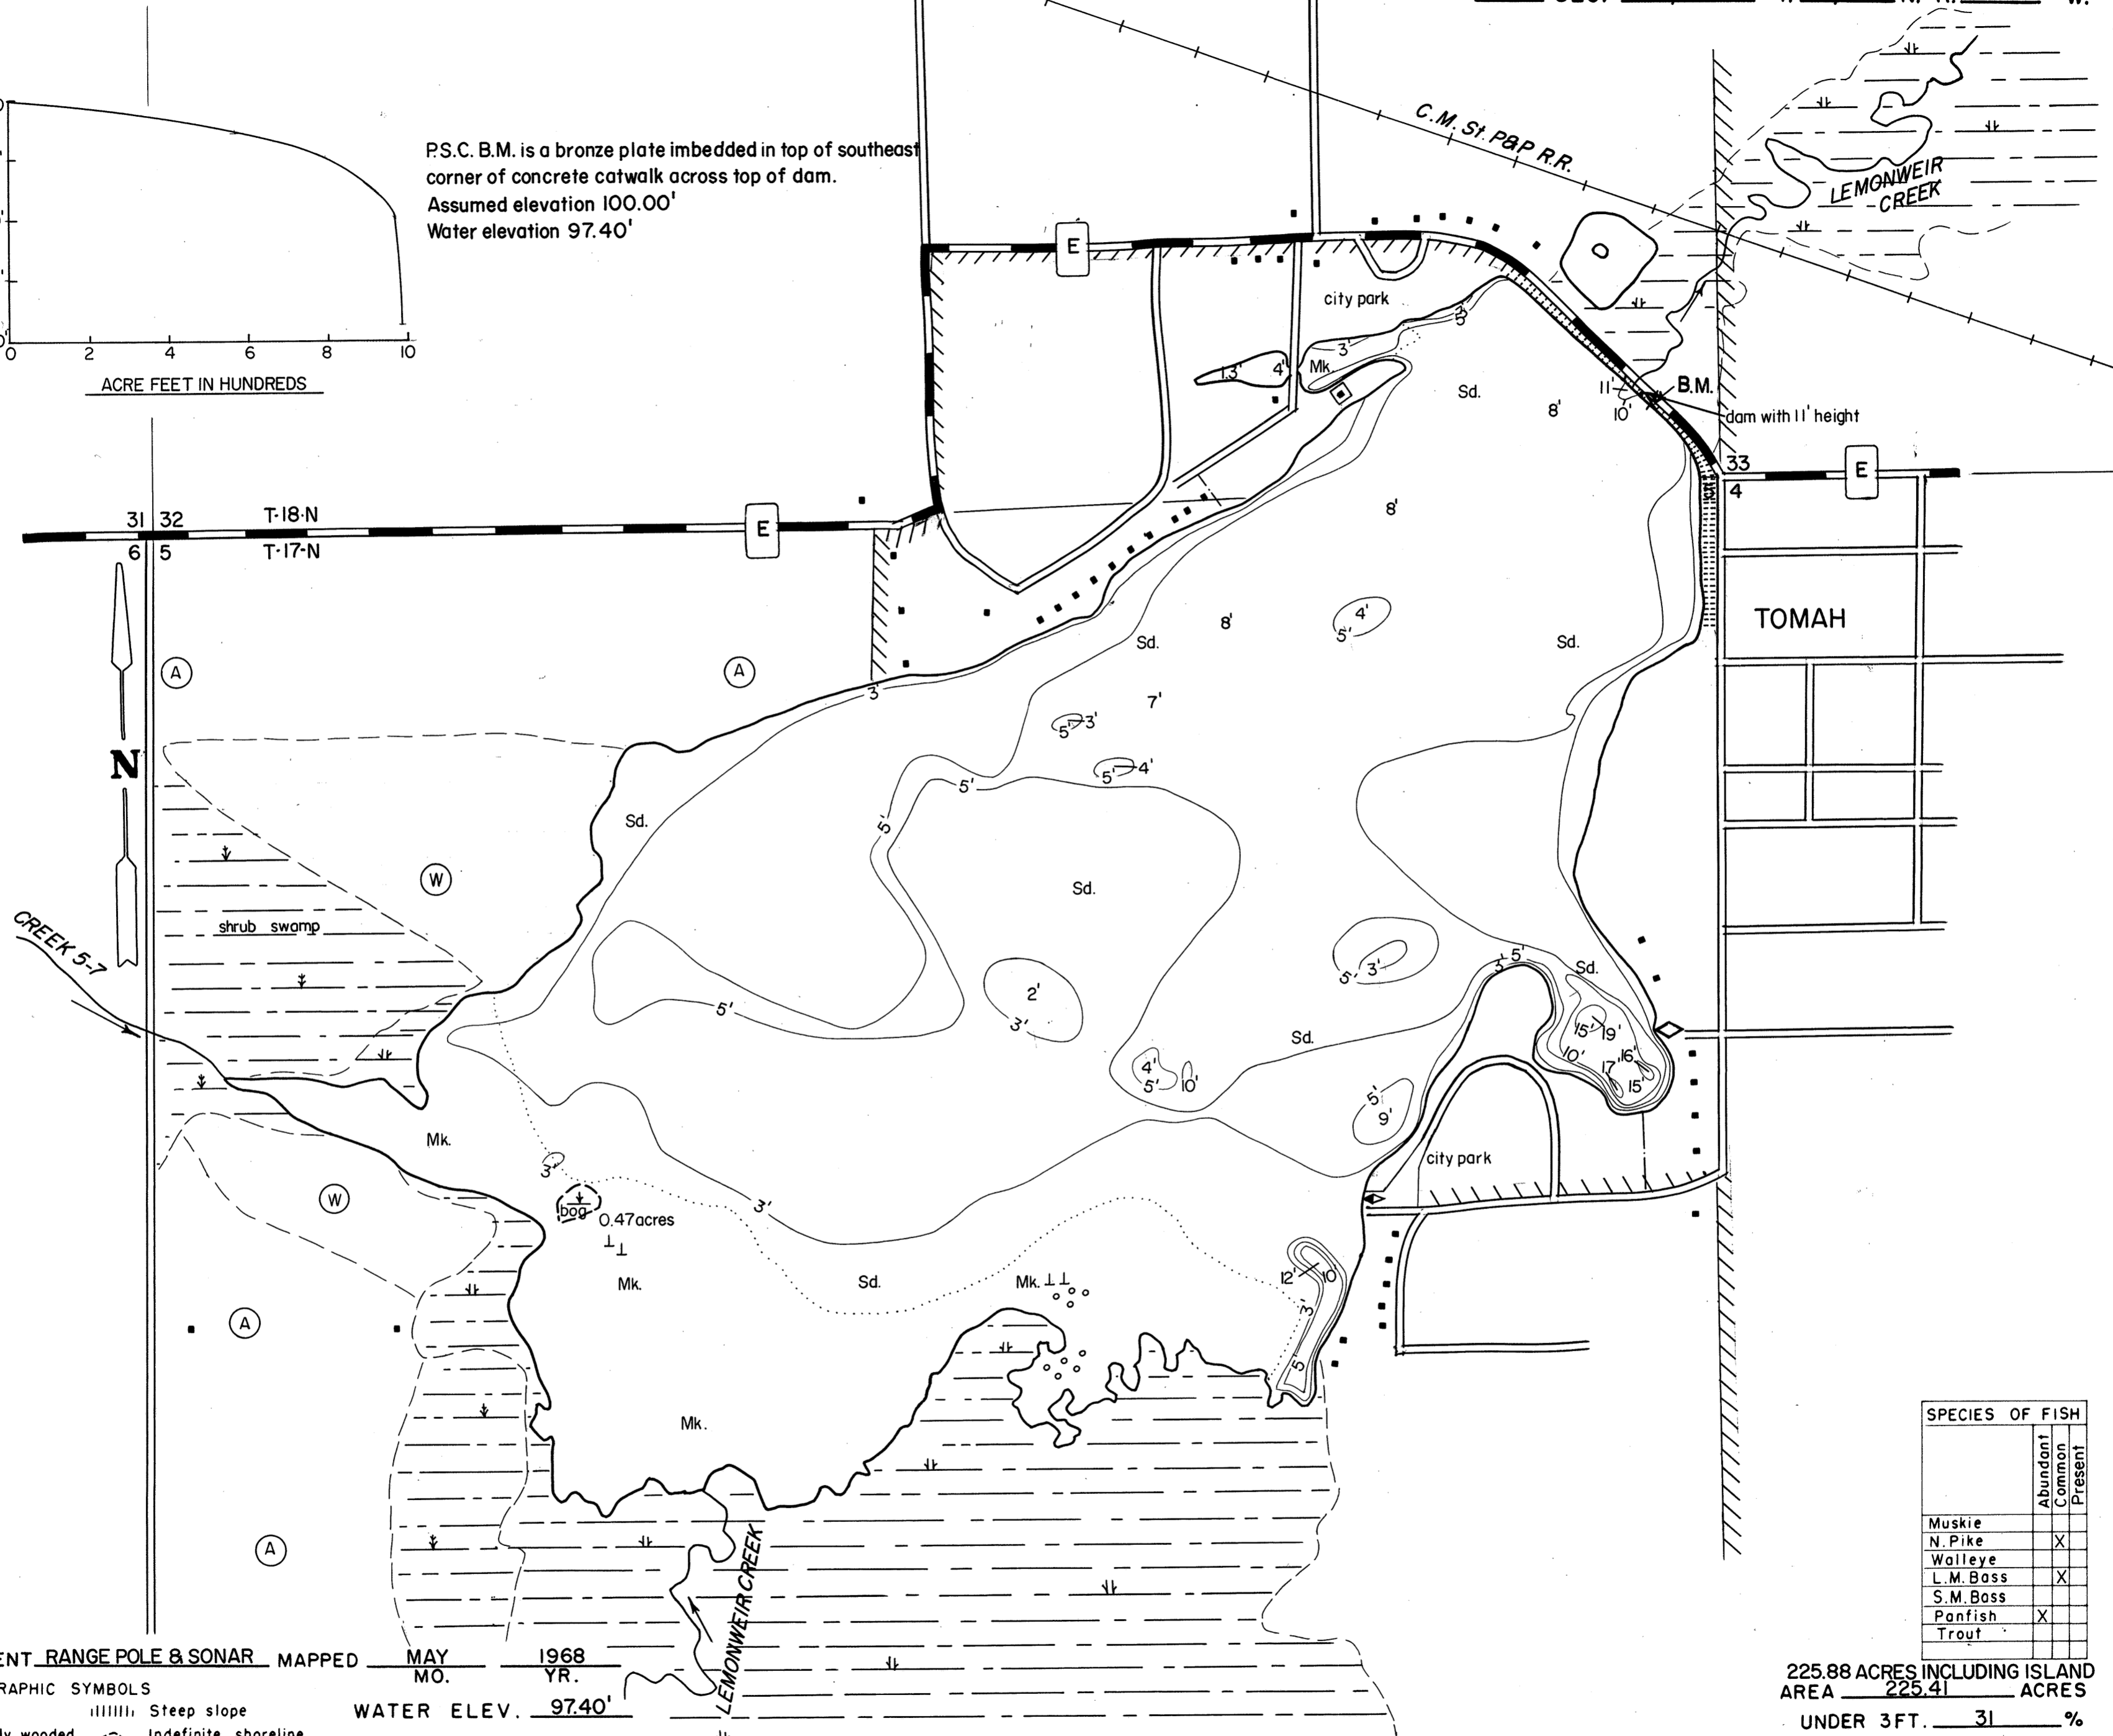 SEC.
W.
P.S.C. B.M. is a bronze plate imbedded in top of southeast
corner of concrete catwalk across top of dam.
Assumed elevation 100.00'
Water elevation 97.40'
0 2 4 6 8 10
ACRE FEET IN HUNDREDS
C.M. St. P&P R.R.
LEMONWEIR
CREEK
E
city park
3'
5'
3'
1.3' 4' Mk.
Sd.
8'
11'
10'
B.M.
dam with 11' height
33
4
E
31 32 T-18-N
6 5 T-17-N
E
8'
TOMAH
4'
5'
8'
Sd.
Sd.
A
A
3'
7'
5' 3'
N
5' 4'
5'
5'
Sd.
W
Sd.
CREEK 5-7
shrub swamp
3' 5'
Sd.
5' 3'
2'
3'
5'
15' 19'
Sd.
10' 16'
17'
15'
4'
5' 10'
5'
9'
Mk.
3'
city park
W
bog
0.47acres
3'
12' 10'
Mk.
Sd.
Mk.
3'
A
5'
Mk.
A
LEMONWEIR CREEK
SPECIES OF FISH
Abundant
Common
Present
Muskie
N. Pike X
Walleye
L.M. Bass X
S.M. Bass
Panfish X
Trout
ENT RANGE POLE & SONAR MAPPED MAY 1968
MO. YR.
RAPHIC SYMBOLS
Steep slope
WATER ELEV. 97.40'
ly wooded Indefinite shoreline
225.88 ACRES INCLUDING ISLAND
AREA 225.41 ACRES
UNDER 3FT. 31 %